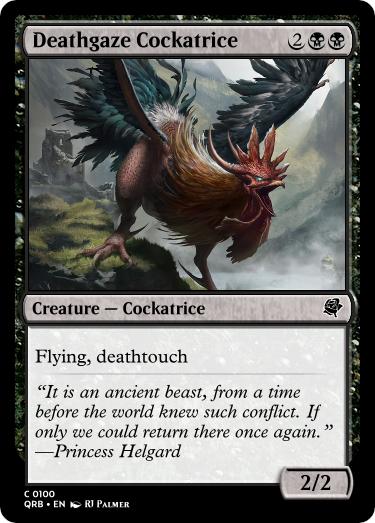 Deathgaze Cockatrice 2
Creature — Cockatrice
Flying, deathtouch
“It is an ancient beast, from a time
before the world knew such conflict. If
only we could return there once again.”
—Princess Helgard
2/2
C 0100
QRB • EN RJ Palmer